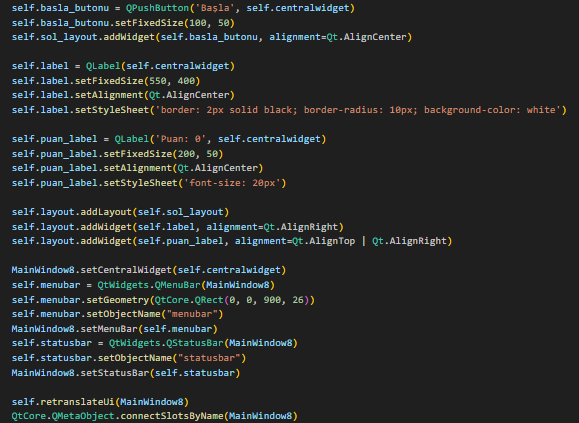 self.basla_butonu = QPushButton('Başla', self.centralwidget)
self.basla_butonu.setFixedSize(100, 50)
self.sol_layout.addWidget(self.basla_butonu, alignment=Qt.AlignCenter)
self.label = QLabel(self.centralwidget)
self.label.setFixedSize(550, 400)
self.label.setAlignment(Qt.AlignCenter)
self.label.setStyleSheet('border: 2px solid black; border-radius: 10px; background-color: white')
self.puan_label = QLabel('Puan: 0', self.centralwidget)
self.puan_label.setFixedSize(200, 50)
self.puan_label.setAlignment(Qt.AlignCenter)
self.puan_label.setStyleSheet('font-size: 20px')
self.layout.addLayout(self.sol_layout)
self.layout.addWidget(self.label, alignment=Qt.AlignRight)
self.layout.addWidget(self.puan_label, alignment=Qt.AlignTop | Qt.AlignRight)
MainWindow8.setCentralWidget(self.centralwidget)
self.menubar = QtWidgets.QMenuBar(MainWindow8)
self.menubar.setGeometry(QtCore.QRect(0, 0, 900, 26))
self.menubar.setObjectName("menubar")
MainWindow8.setMenuBar(self.menubar)
self.statusbar = QtWidgets.QStatusBar(MainWindow8)
self.statusbar.setObjectName("statusbar")
MainWindow8.setStatusBar(self.statusbar)
self.retranslateUi(MainWindow8)
QtCore.QMetaObject.connectSlotsByName(MainWindow8)